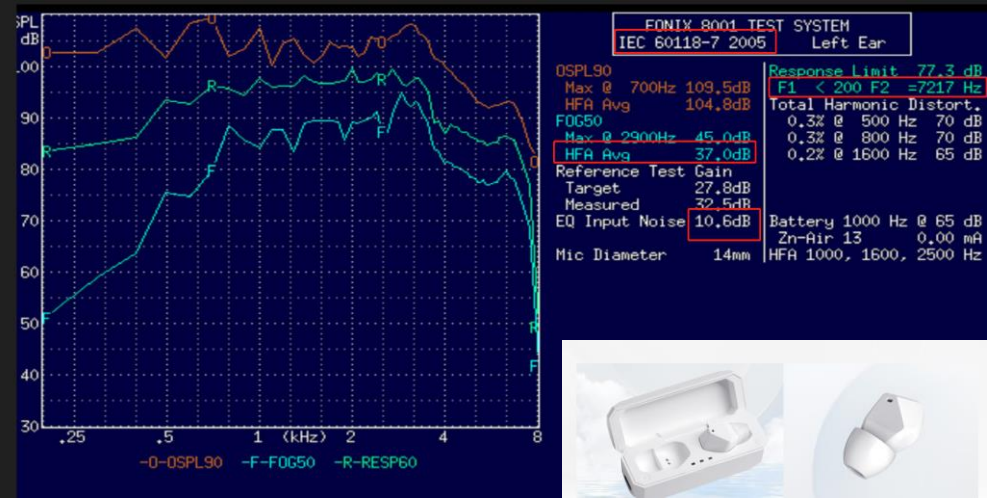 SPL
dB
100
90
80
70
60
50
40
30
.25 .5 1 (kHz) 2 4 8
-O-OSPL90 -F-FOG50 -R-RESP60
FONIX 8001 TEST SYSTEM
IEC 60118-7 2005 Left Ear
OSPL90
Max @ 700Hz 109.5dB
HFA Avg 104.8dB
FOG50
Max @ 2900Hz 45.0dB
HFA Avg 37.0dB
Reference Test Gain
Target 27.8dB
Measured 32.5dB
EQ Input Noise 10.6dB
Mic Diameter 14mm
Response Limit 77.3 dB
F1 < 200 F2 =7217 Hz
Total Harmonic Distort.
0.3% @ 500 Hz 70 dB
0.3% @ 800 Hz 70 dB
0.2% @ 1600 Hz 65 dB
Battery 1000 Hz @ 65 dB
Zn-Air 13 0.00 mA
HFA 1000, 1600, 2500 Hz
O
O
O
O
R
R
R
R
F
F
F
F